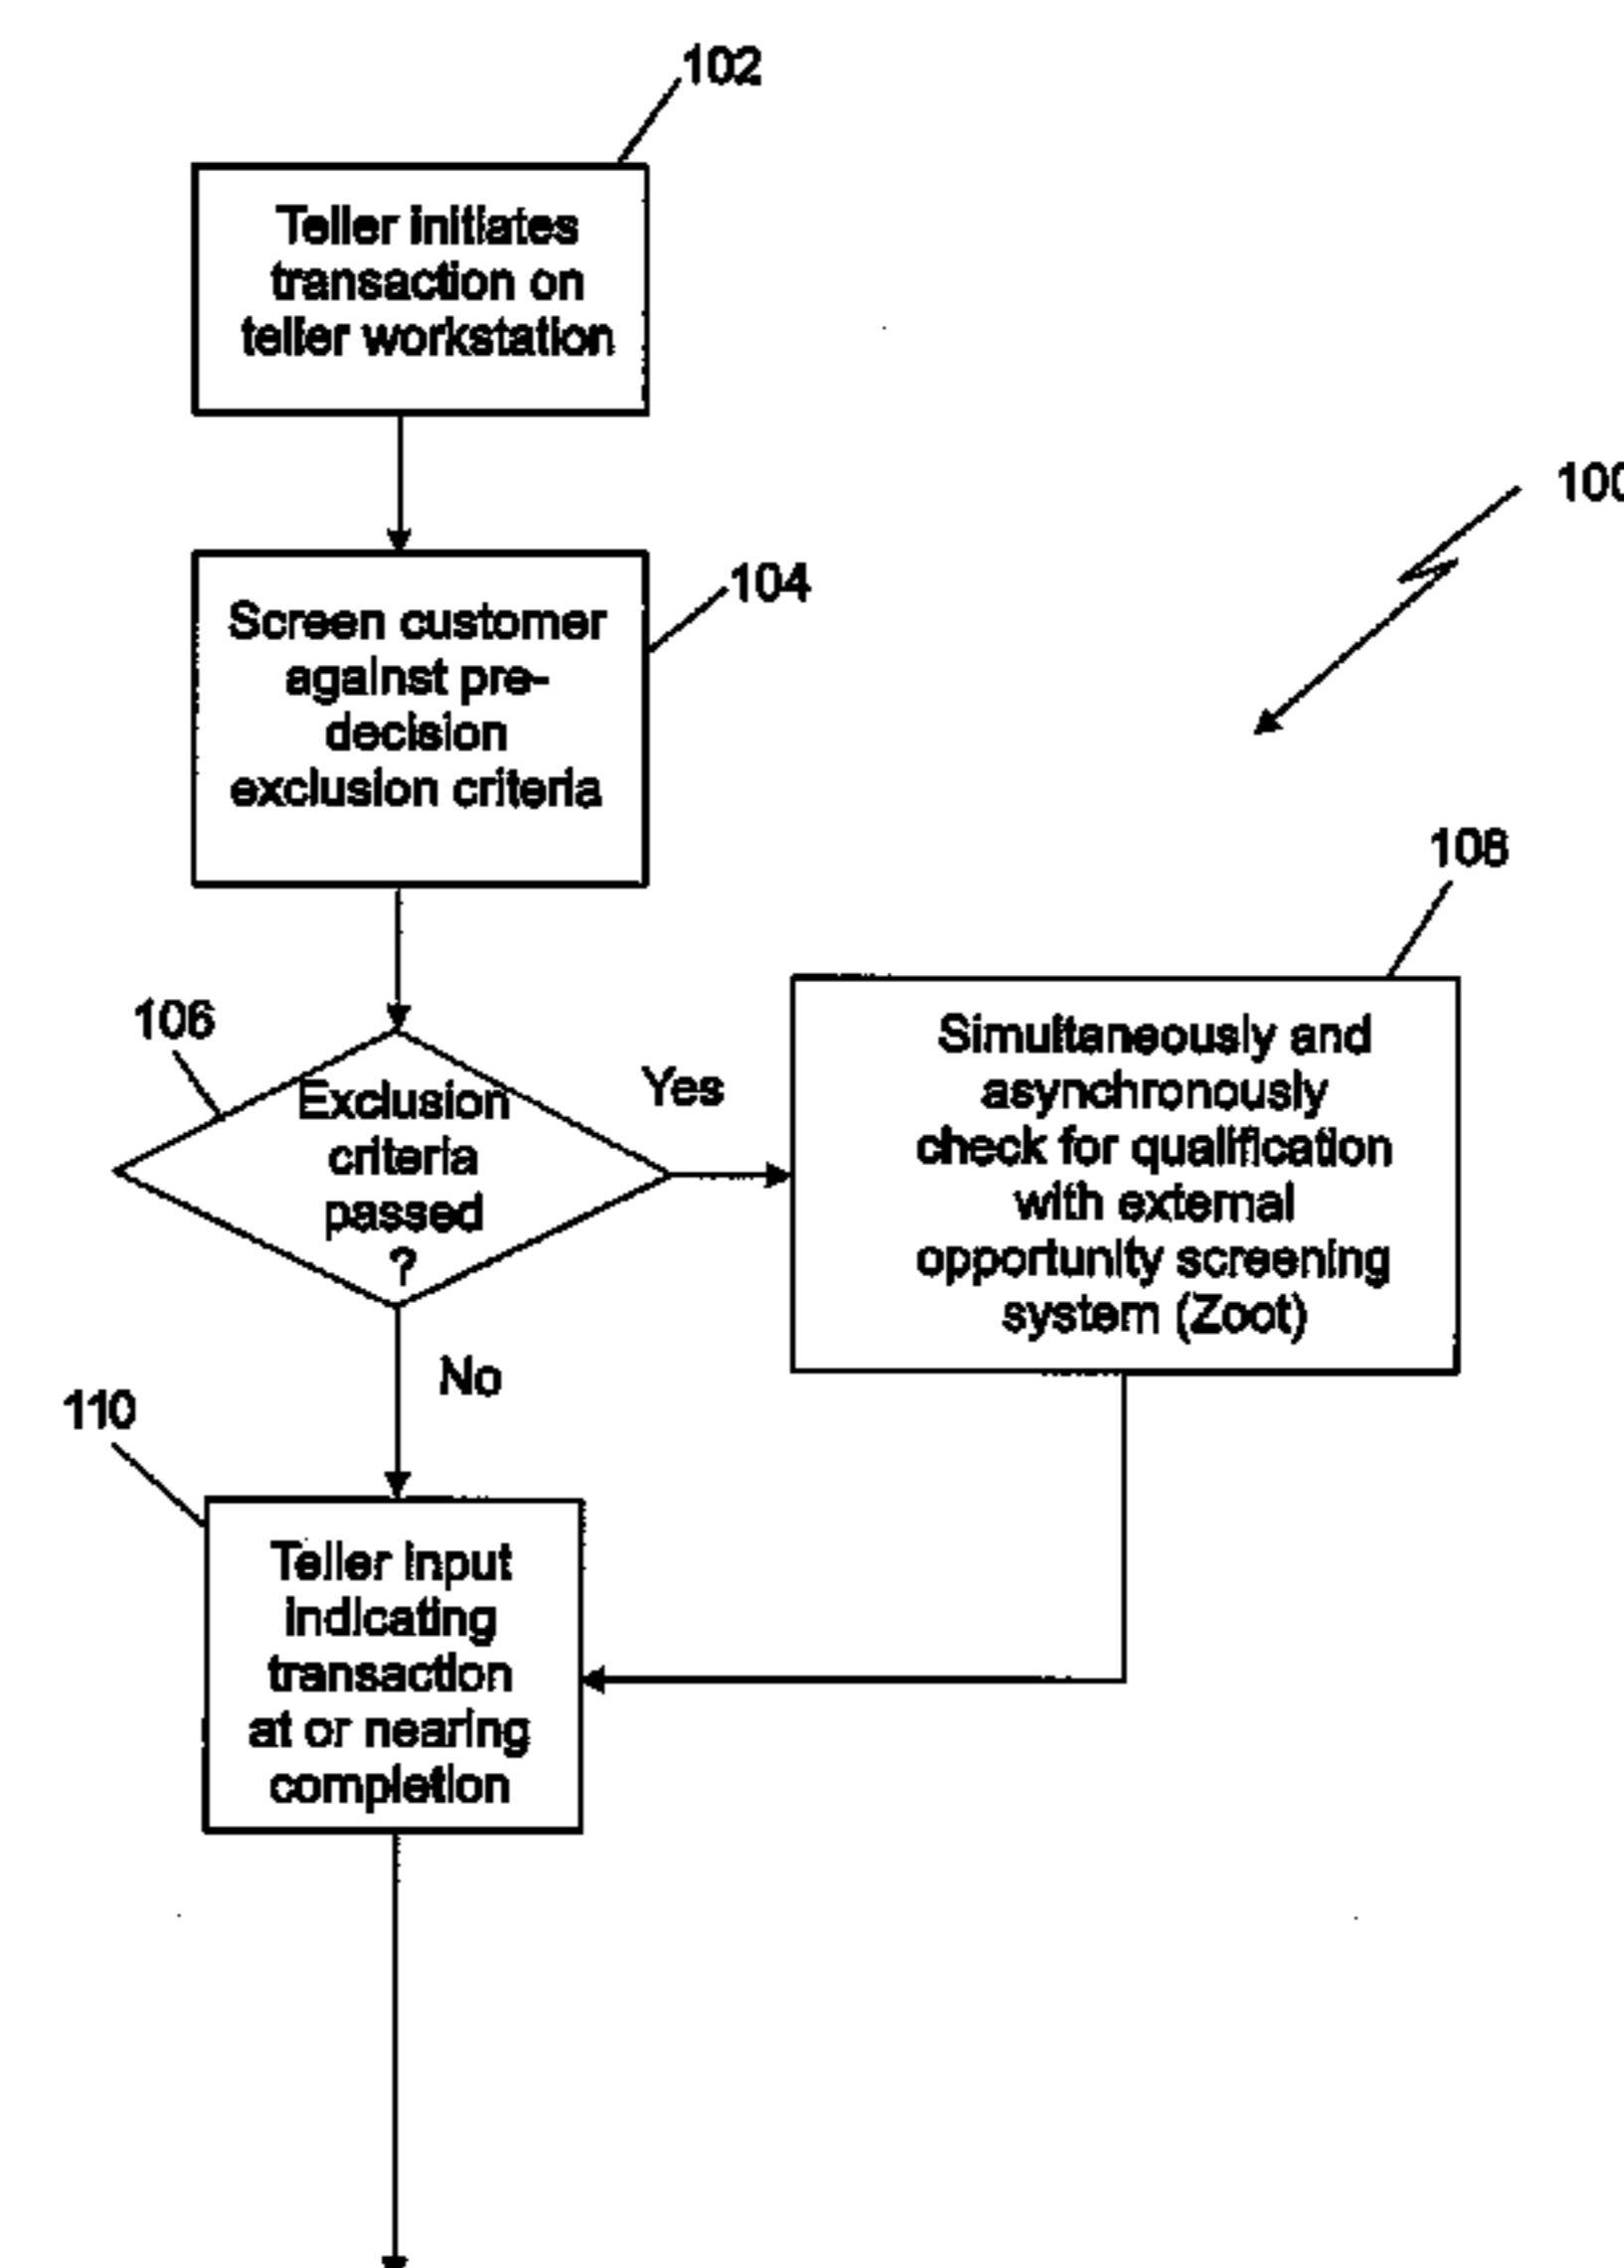 102
Teller initiates
transaction on
teller workstation
100
104
Screen customer
against pre-
decision
exclusion criteria
108
106
Exclusion
criteria
passed
?
Yes
Simultaneously and
asynchronously
check for qualification
with external
opportunity screening
system (Zoot)
No
110
Teller input
indicating
transaction
at or nearing
completion